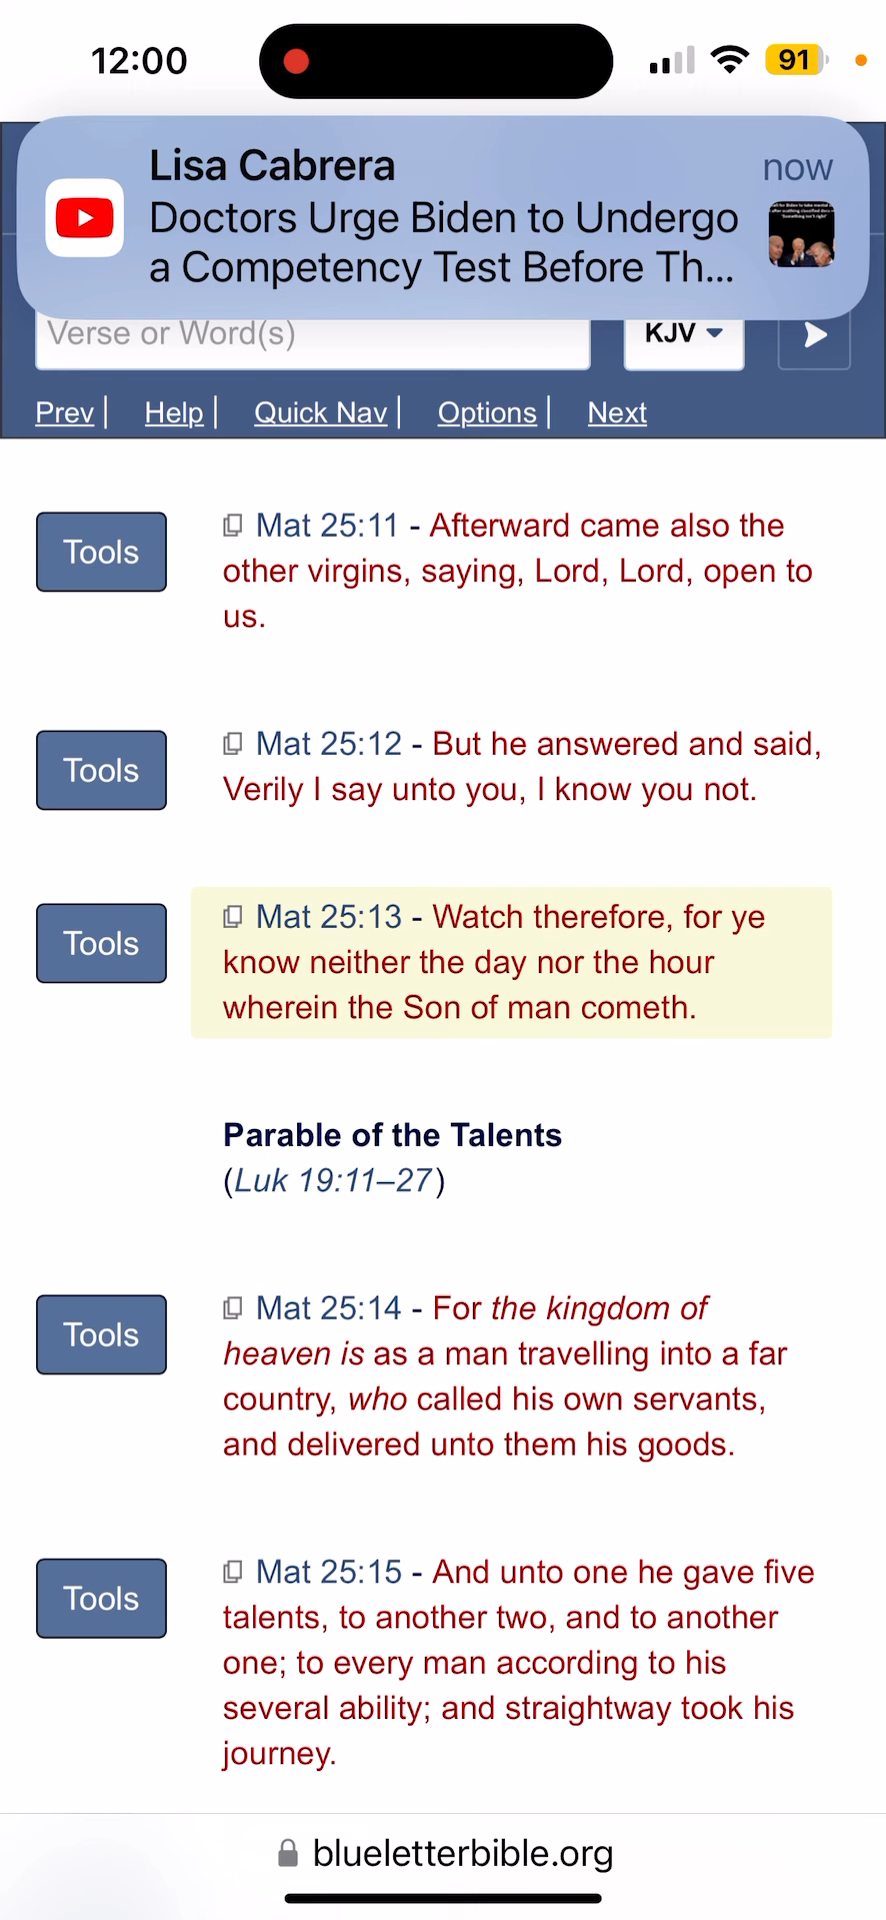 12:00
91
Lisa Cabrera
now
Doctors Urge Biden to Undergo
a Competency Test Before Th...
Verse or Word(s)
KJV
Prev | Help | Quick Nav | Options | Next
Tools
Mat 25:11 - Afterward came also the
other virgins, saying, Lord, Lord, open to
us.
Tools
Mat 25:12 - But he answered and said,
Verily I say unto you, I know you not.
Tools
Mat 25:13 - Watch therefore, for ye
know neither the day nor the hour
wherein the Son of man cometh.
Parable of the Talents
(Luk 19:11–27)
Tools
Mat 25:14 - For the kingdom of
heaven is as a man travelling into a far
country, who called his own servants,
and delivered unto them his goods.
Tools
Mat 25:15 - And unto one he gave five
talents, to another two, and to another
one; to every man according to his
several ability; and straightway took his
journey.
blueletterbible.org